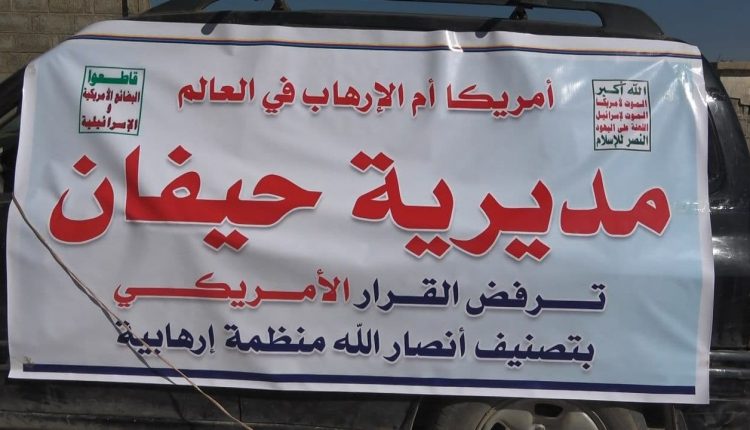 الله أكبر
الموت لأمريكا
الموت لإسرائيل
اللعنة على اليهود
النصر للإسلام
قاطعوا
البضائع الأمريكية
و
الإسرائيلية
أمريكا أم الإرهاب في العالم
مديرية حيفان
ترفض القرار الأمريكي
بتصنيف أنصار الله منظمة إرهابية